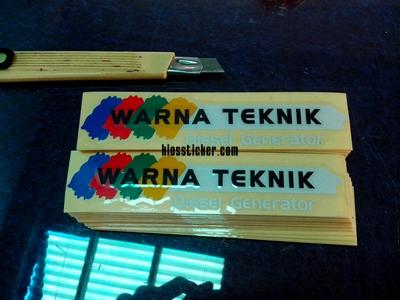 WARNA TEKNIK
Diesel Generator
kiossticker.com
WARNA TEKNIK
Diesel Generator